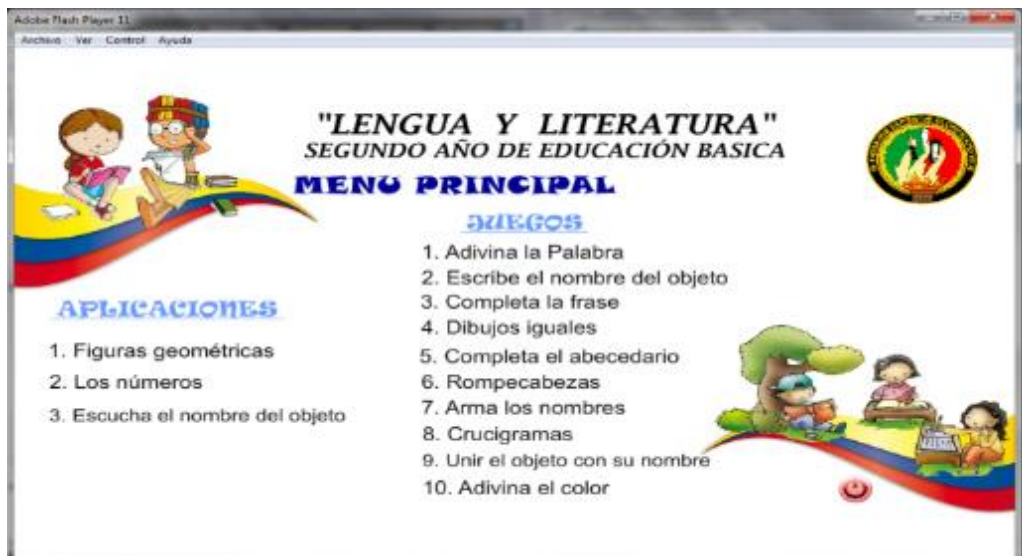 Adobe Flash Player 11
Archivo Ver Control Ayuda
"LENGUA Y LITERATURA"
SEGUNDO AÑO DE EDUCACIÓN BASICA
MENU PRINCIPAL
JUEGOS
1. Adivina la Palabra
2. Escribe el nombre del objeto
3. Completa la frase
4. Dibujos iguales
5. Completa el abecedario
6. Rompecabezas
7. Arma los nombres
8. Crucigramas
9. Unir el objeto con su nombre
10. Adivina el color
APLICACIONES
1. Figuras geométricas
2. Los números
3. Escucha el nombre del objeto